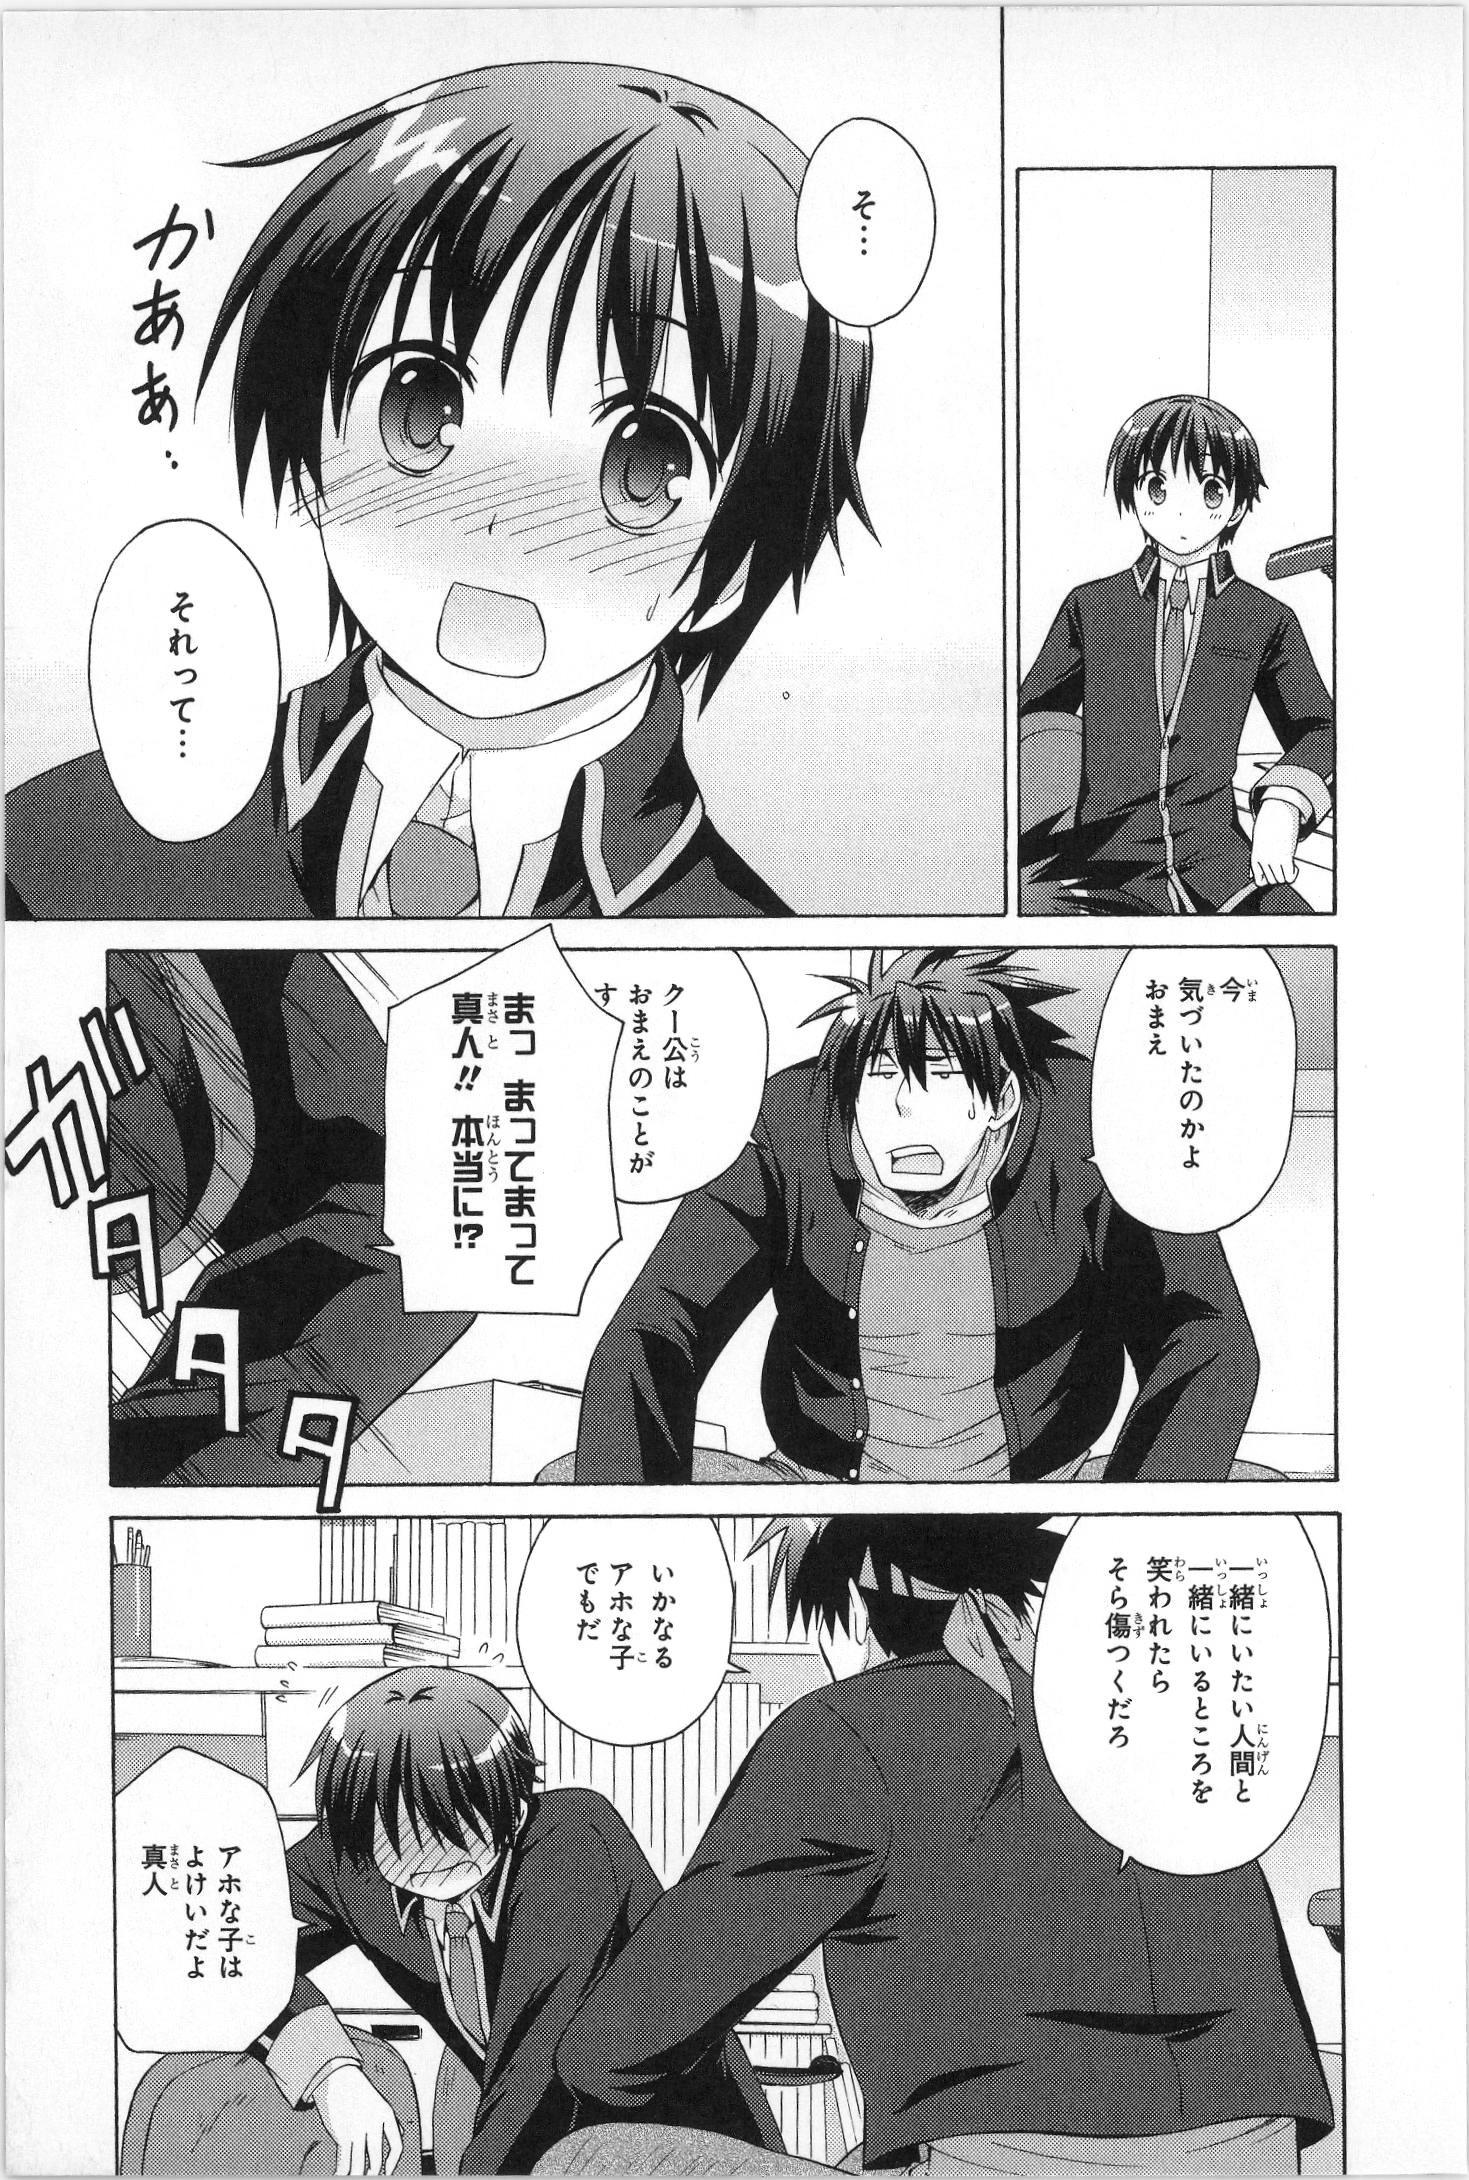 そ…
かあぁ
それって…
今
気づいたのかよ
おまえ
クー公は
おまえのことが
す
まっ まってまって
真人!! 本当に!?
ガタタタ
一緒にいたい人間と
一緒にいるところを
笑われたら
そら傷つくだろ
いかなる
アホな子
でもだ
アホな子は
よけいだよ
真人